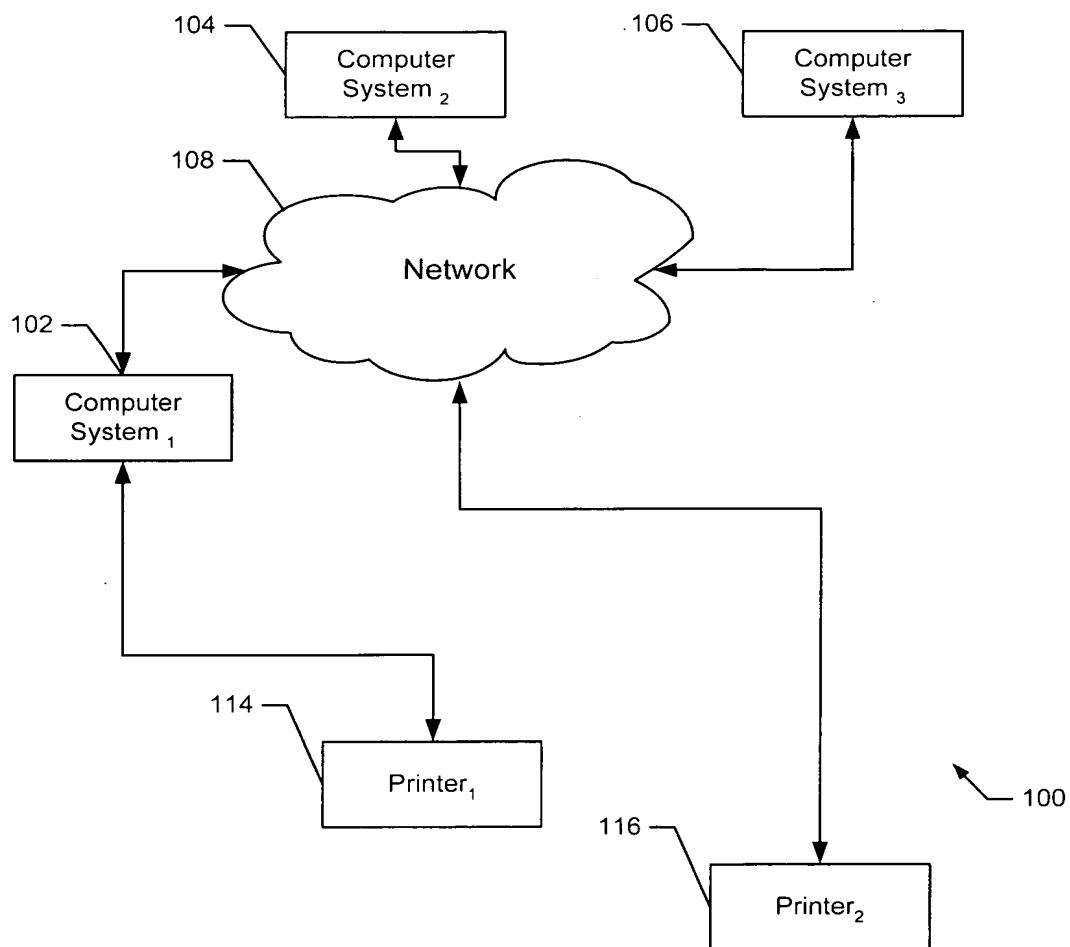 104
Computer
System 2
106
Computer
System 3
108
Network
102
Computer
System 1
114
Printer1
100
116
Printer2